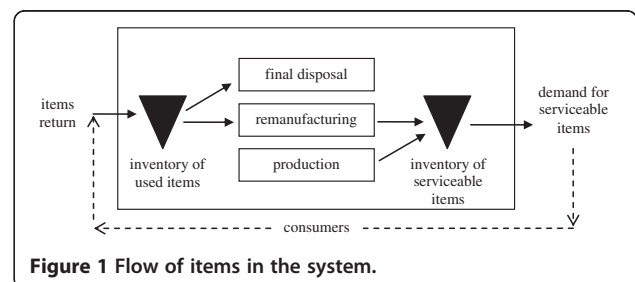 final disposal
items
return
remanufacturing
demand for
serviceable
items
inventory of
used items
production
inventory of
serviceable
items
consumers
Figure 1 Flow of items in the system.